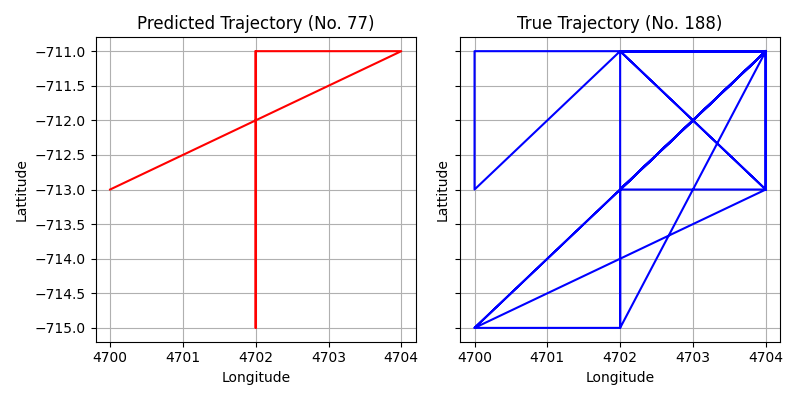 Predicted Trajectory (No. 77)
True Trajectory (No. 188)
Lattitude
−711.0
−711.5
−712.0
−712.5
−713.0
−713.5
−714.0
−714.5
−715.0
4700 4701 4702 4703 4704
Longitude
Lattitude
4700 4701 4702 4703 4704
Longitude